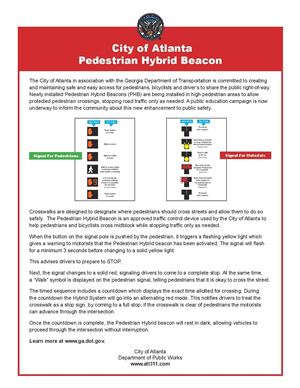 City of Atlanta
Pedestrian Hybrid Beacon
The City of Atlanta in association with the Georgia Department of Transportation is committed to creating
and maintaining safe and easy access for pedestrians, bicyclists and driver's to share the public right-of-way.
Newly installed Pedestrian Hybrid Beacons (PHB) are being installed in high pedestrian areas to allow
protected pedestrian crossings, stopping road traffic only as needed. A public education campaign is now
underway to inform the community about this new enhancement to public safety.
Signal For Pedestrians
Signal for Motorists
Crosswalks are designed to designate where pedestrians should cross streets and allow them to do so
safely. The Pedestrian Hybrid Beacon is an approved traffic control device used by the City of Atlanta to
help pedestrians and bicyclists cross midblock while stopping traffic only as needed.
When the button on the signal pole is pushed by the pedestrian, it triggers a flashing yellow light which
gives a warning to motorists that the Pedestrian Hybrid beacon has been activated. The signal will flash
for a minimum 3 seconds before changing to a solid yellow light.
This advises drivers to prepare to STOP.
Next, the signal changes to a solid red, signaling drivers to come to a complete stop. At the same time,
a "Walk" symbol is displayed on the pedestrian signal, telling pedestrians that it is okay to cross the street.
The timed sequence includes a countdown which displays the exact time allotted for crossing. During
the countdown the Hybrid System will go into an alternating red mode. This notifies drivers to treat the
crosswalk as a stop sign, by coming to a full stop; if the crosswalk is clear of pedestrians the motorists
can advance through the intersection.
Once the countdown is complete, the Pedestrian Hybrid beacon will rest in dark, allowing vehicles to
proceed through the intersection without interruption.
Learn more at www.ga.dot.gov.
City of Atlanta
Department of Public Works
www.atl311.com